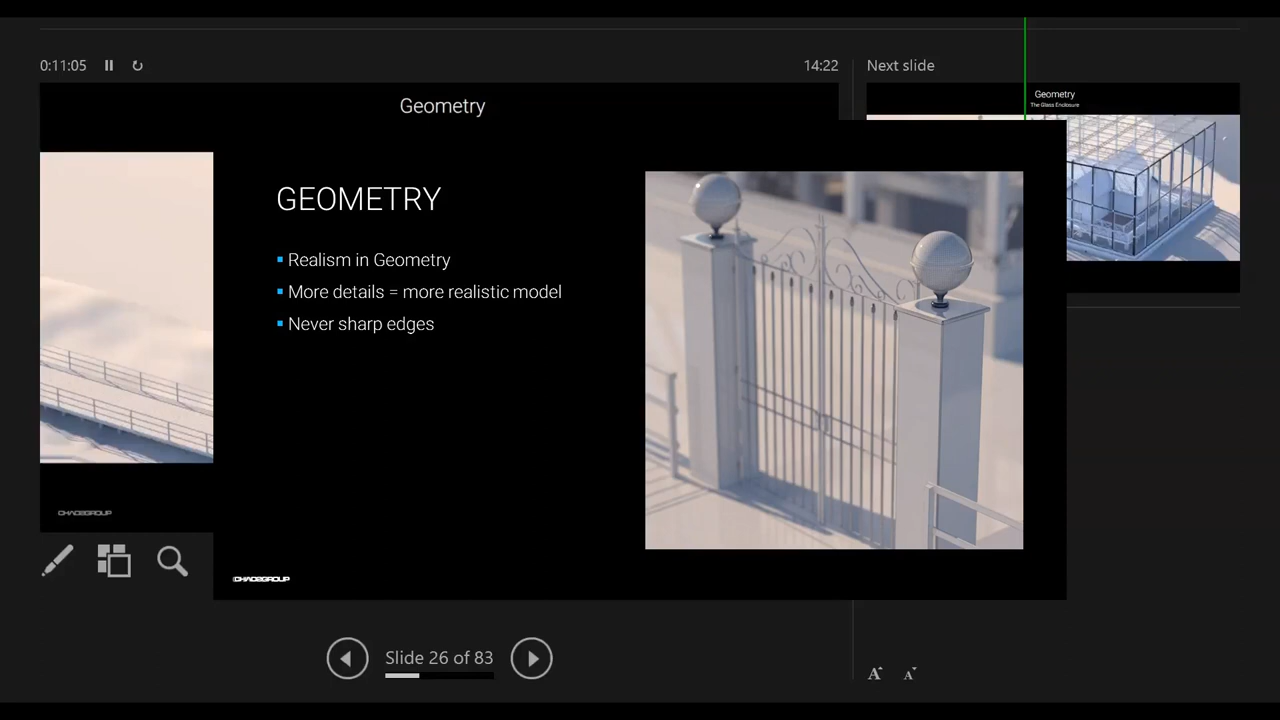 0:11:05
14:22
Next slide
Geometry
Geometry
The Glass Enclosure
GEOMETRY
Realism in Geometry
More details = more realistic model
Never sharp edges
CHAOSGROUP
CHAOSGROUP
Slide 26 of 83
A A